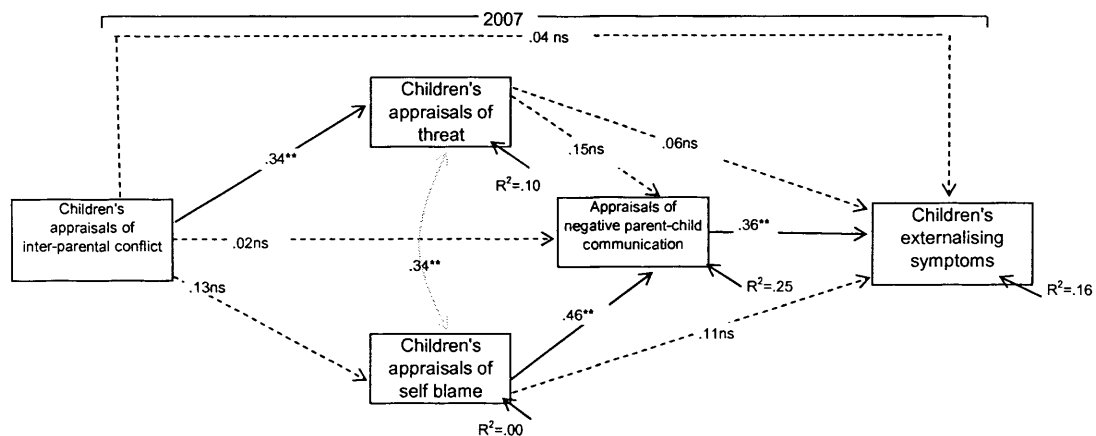 2007
.04 ns
Children's
appraisals of
threat
.34**
.15ns
.06ns
R²=.10
Children's
appraisals of
inter-parental conflict
Appraisals of
negative parent-child
communication
.36**
Children's
externalising
symptoms
.02ns
.34**
R²=.25
R²=.16
.13ns
.46**
.11ns
Children's
appraisals of
self blame
R²=.00